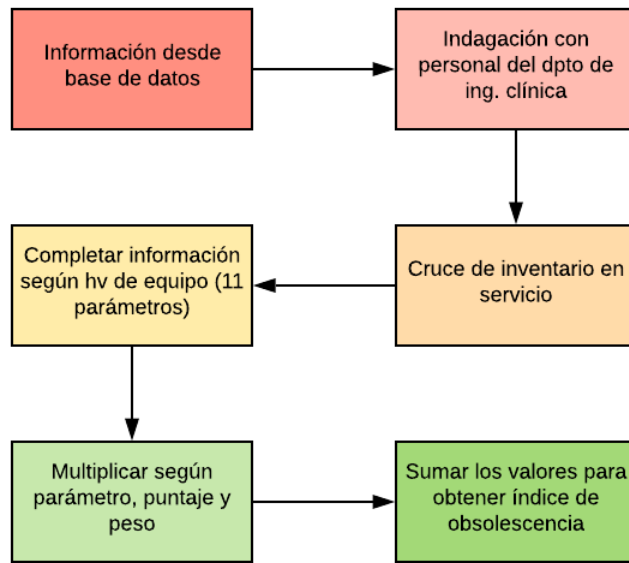 Información desde
base de datos
Indagación con
personal del dpto de
ing. clínica
Cruce de inventario en
servicio
Completar información
según hv de equipo (11
parámetros)
Multiplicar según
parámetro, puntaje y
peso
Sumar los valores para
obtener índice de
obsolescencia